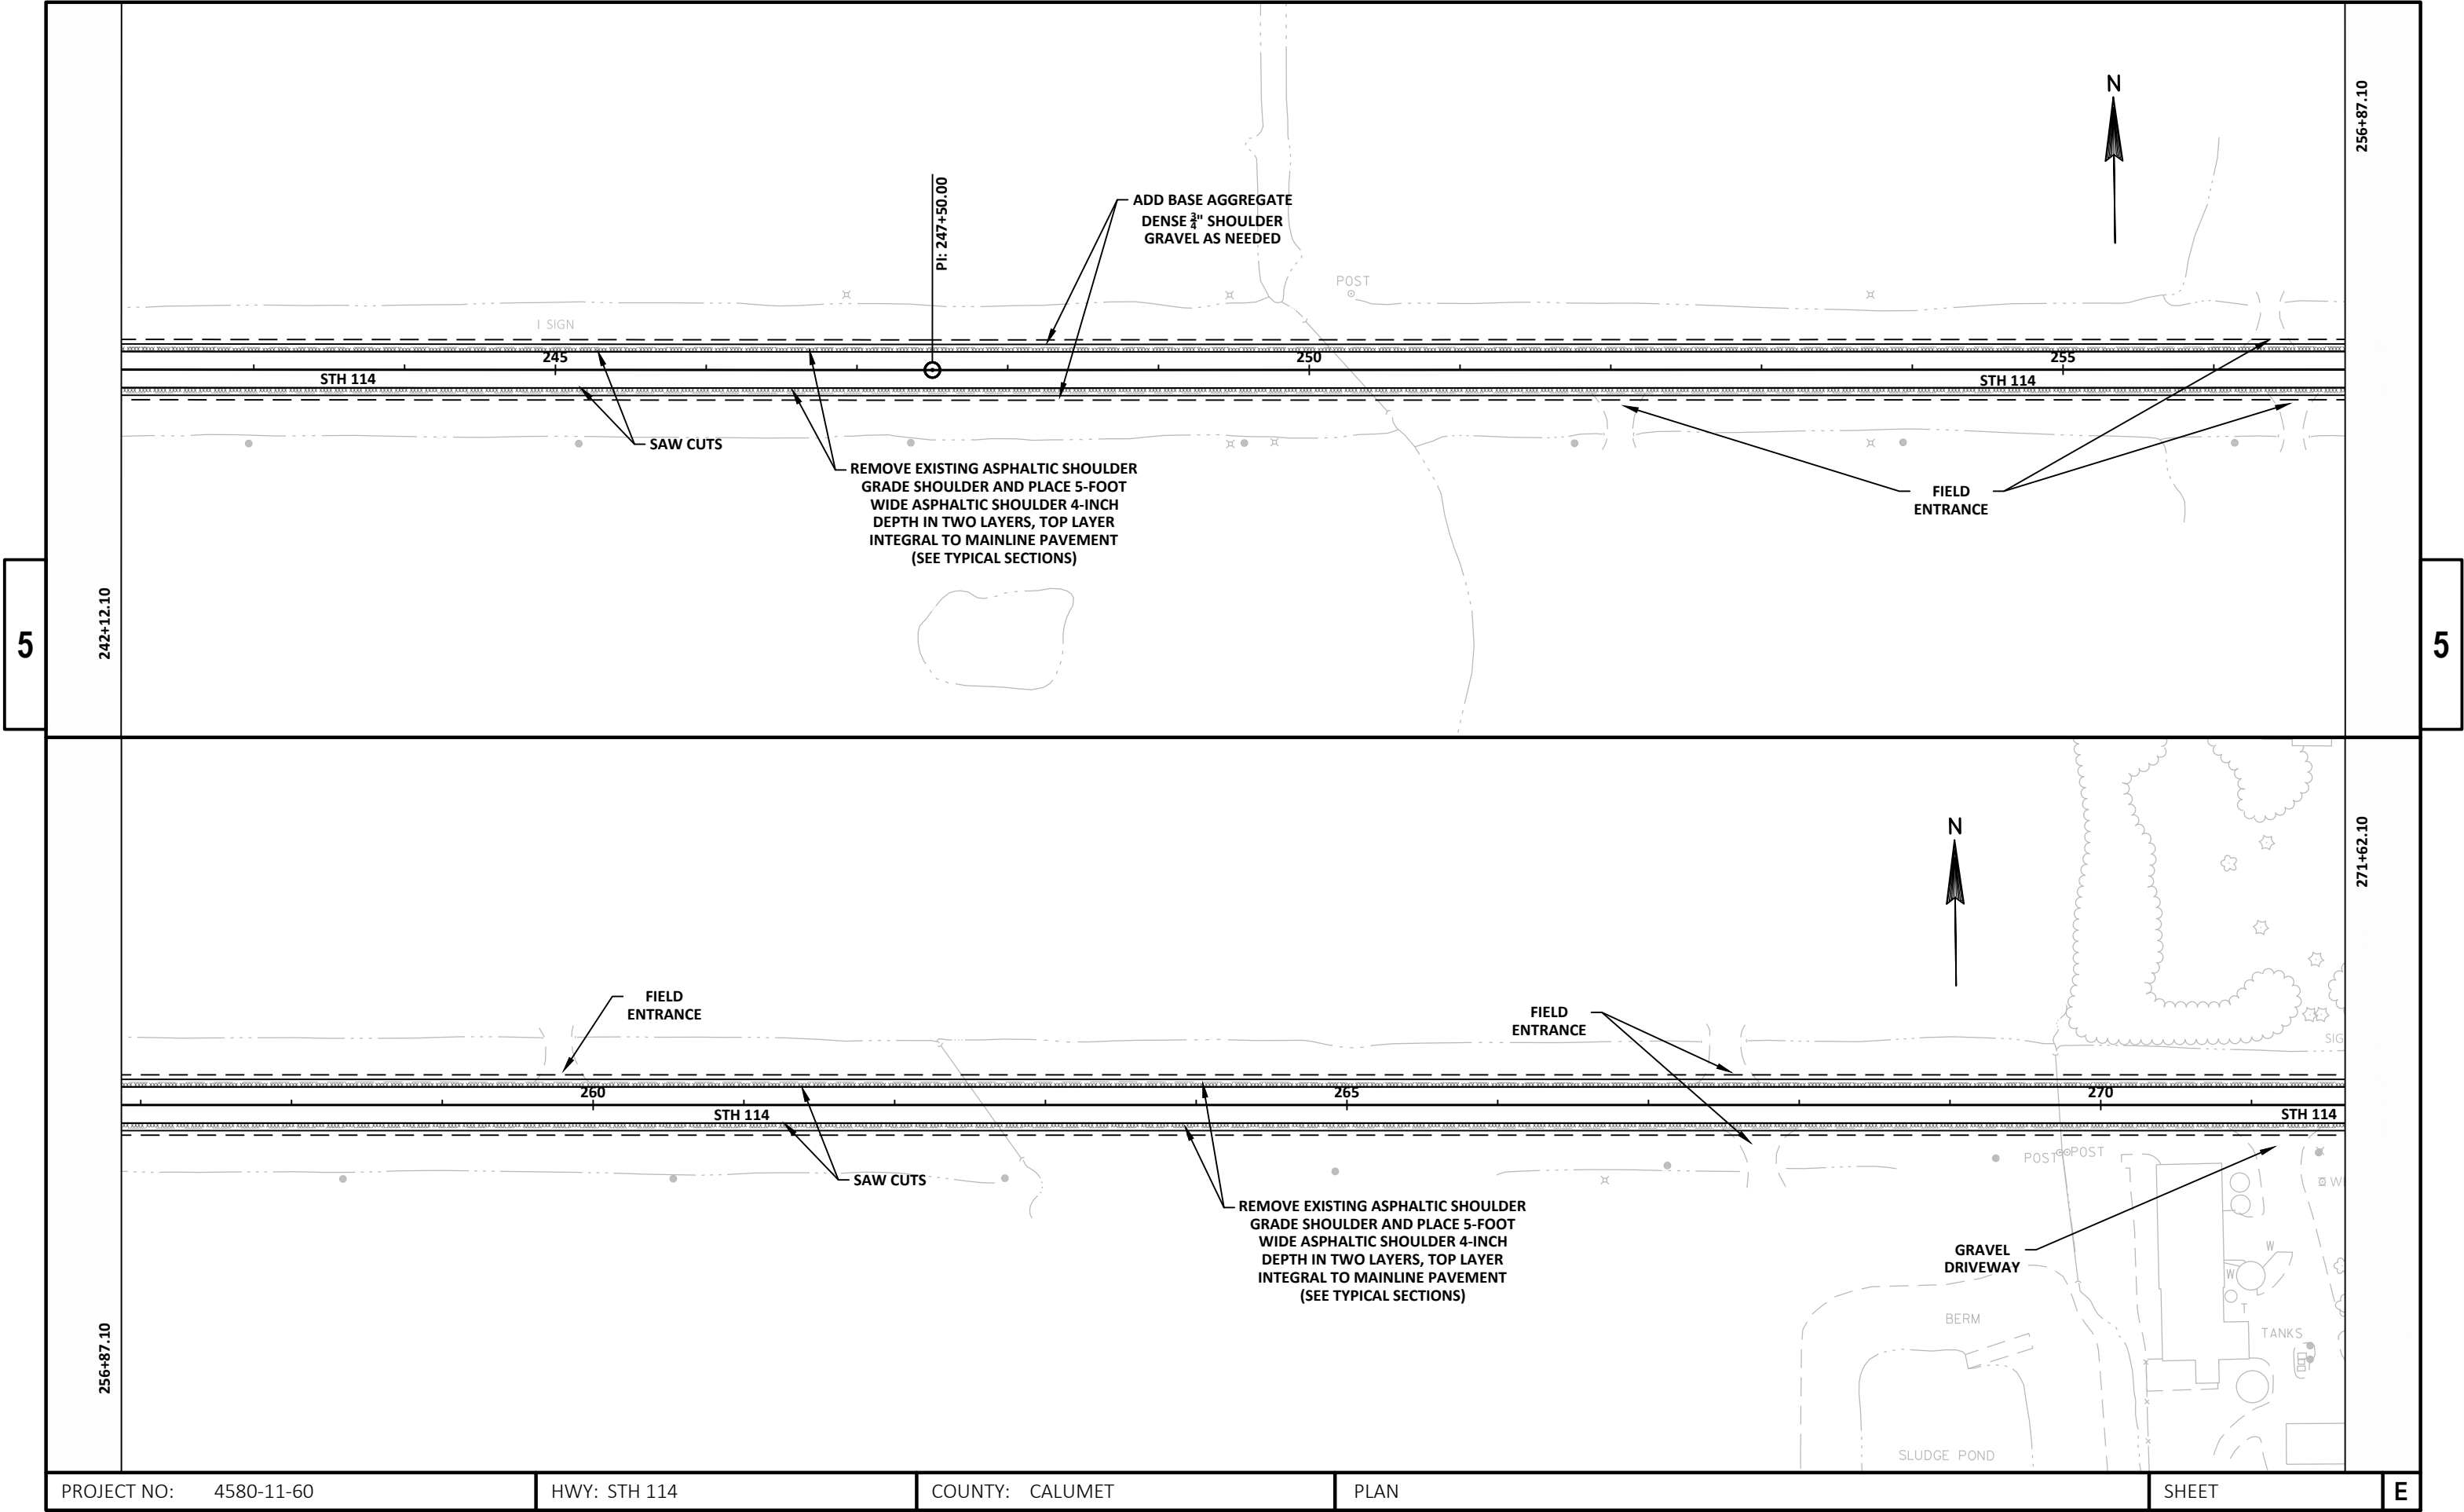 N
256+87.10
PI: 247+50.00
ADD BASE AGGREGATE
DENSE 3/4" SHOULDER
GRAVEL AS NEEDED
POST
I SIGN
245
250
255
STH 114
STH 114
SAW CUTS
REMOVE EXISTING ASPHALTIC SHOULDER
GRADE SHOULDER AND PLACE 5-FOOT
WIDE ASPHALTIC SHOULDER 4-INCH
DEPTH IN TWO LAYERS, TOP LAYER
INTEGRAL TO MAINLINE PAVEMENT
(SEE TYPICAL SECTIONS)
FIELD
ENTRANCE
242+12.10
5
5
N
271+62.10
FIELD
ENTRANCE
FIELD
ENTRANCE
SIG
260
265
270
STH 114
STH 114
SAW CUTS
POST
POST
W
REMOVE EXISTING ASPHALTIC SHOULDER
GRADE SHOULDER AND PLACE 5-FOOT
WIDE ASPHALTIC SHOULDER 4-INCH
DEPTH IN TWO LAYERS, TOP LAYER
INTEGRAL TO MAINLINE PAVEMENT
(SEE TYPICAL SECTIONS)
GRAVEL
DRIVEWAY
W
W
T
BERM
TANKS
256+87.10
SLUDGE POND
PROJECT NO: 4580-11-60
HWY: STH 114
COUNTY: CALUMET
PLAN
SHEET
E